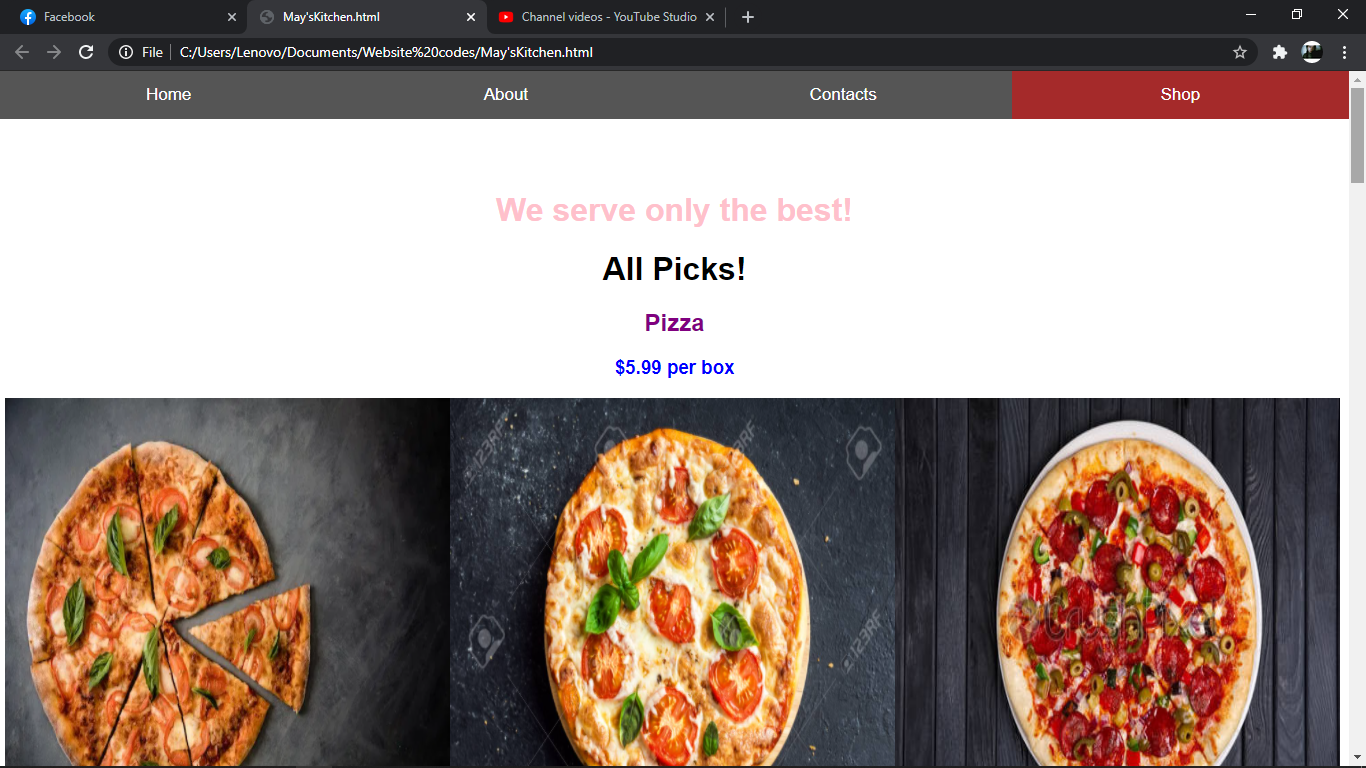 Facebook
May'sKitchen.html
Channel videos - YouTube Studio
File
C:/Users/Lenovo/Documents/Website%20codes/May'sKitchen.html
Home
About
Contacts
Shop
We serve only the best!
All Picks!
Pizza
$5.99 per box
123RF
123RF
123RF